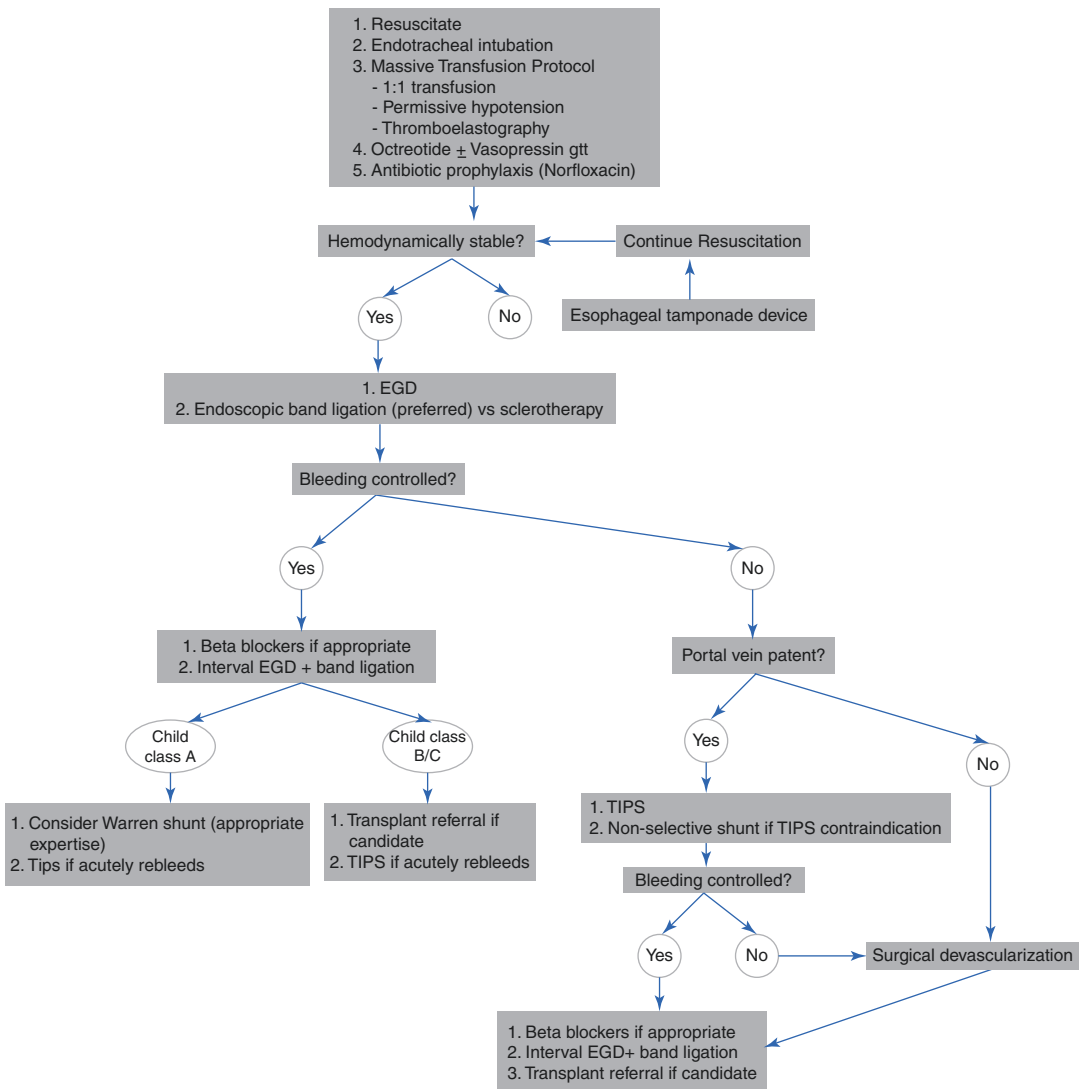 1. Resuscitate
2. Endotracheal intubation
3. Massive Transfusion Protocol
- 1:1 transfusion
- Permissive hypotension
- Thromboelastography
4. Octreotide ± Vasopressin gtt
5. Antibiotic prophylaxis (Norfloxacin)
Hemodynamically stable?
Continue Resuscitation
Yes
No
Esophageal tamponade device
1. EGD
2. Endoscopic band ligation (preferred) vs sclerotherapy
Bleeding controlled?
Yes
No
1. Beta blockers if appropriate
2. Interval EGD + band ligation
Portal vein patent?
Child
class A
Child class
B/C
Yes
No
1. Consider Warren shunt (appropriate
expertise)
2. Tips if acutely rebleeds
1. Transplant referral if
candidate
2. TIPS if acutely rebleeds
1. TIPS
2. Non-selective shunt if TIPS contraindication
Bleeding controlled?
Yes
No
Surgical devascularization
1. Beta blockers if appropriate
2. Interval EGD+ band ligation
3. Transplant referral if candidate